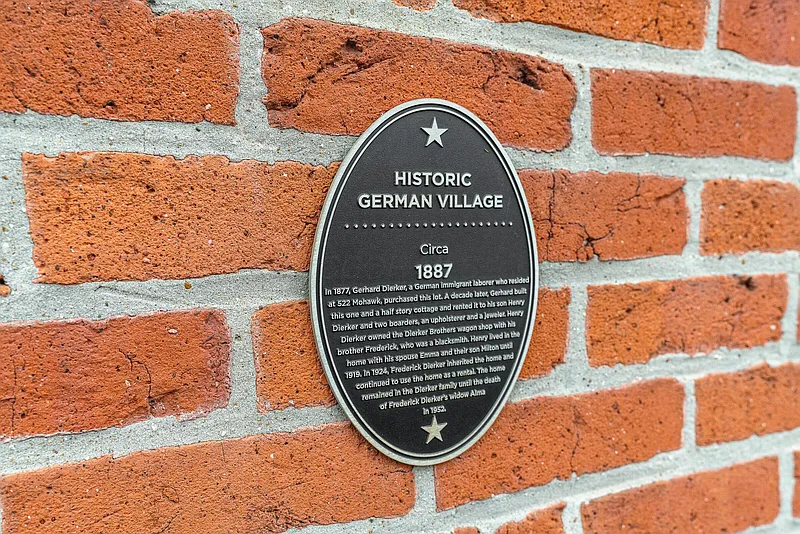 HISTORIC
GERMAN VILLAGE
Circa
1887
In 1877, Gerhard Dierker, a German immigrant laborer who resided
at 522 Mohawk, purchased this lot. A decade later, Gerhard built
this one and a half story cottage and rented it to his son Henry
Dierker and two boarders, an upholsterer and a jeweler. Henry
Dierker owned the Dierker Brothers wagon shop with his
brother Frederick, who was a blacksmith. Henry lived in the
home with his spouse Emma and their son Milton until
1919. In 1924, Frederick Dierker inherited the home and
continued to use the home as a rental. The home
remained in the Dierker family until the death
of Frederick Dierker's widow Alma
in 1952.